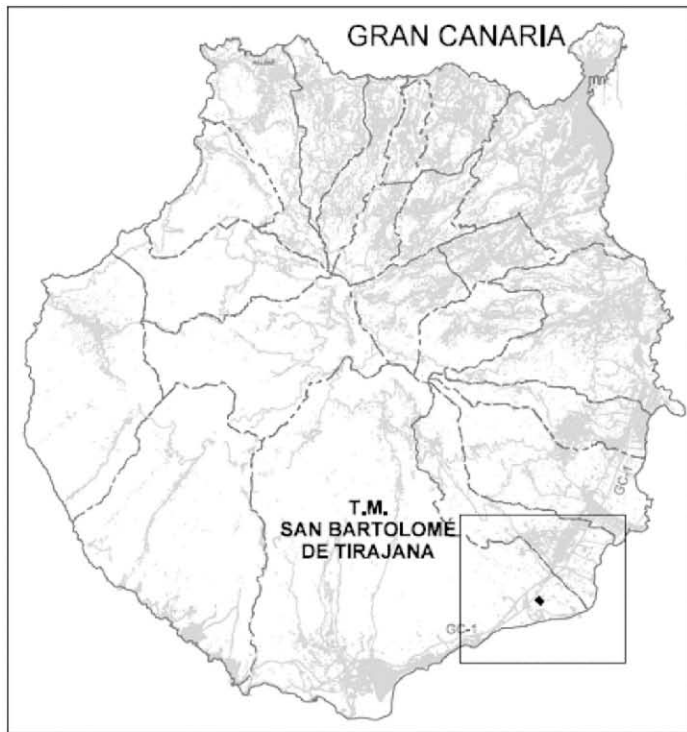 GRAN CANARIA
T.M.
SAN BARTOLOMÉ
DE TIRAJANA
GC-1
GC-1